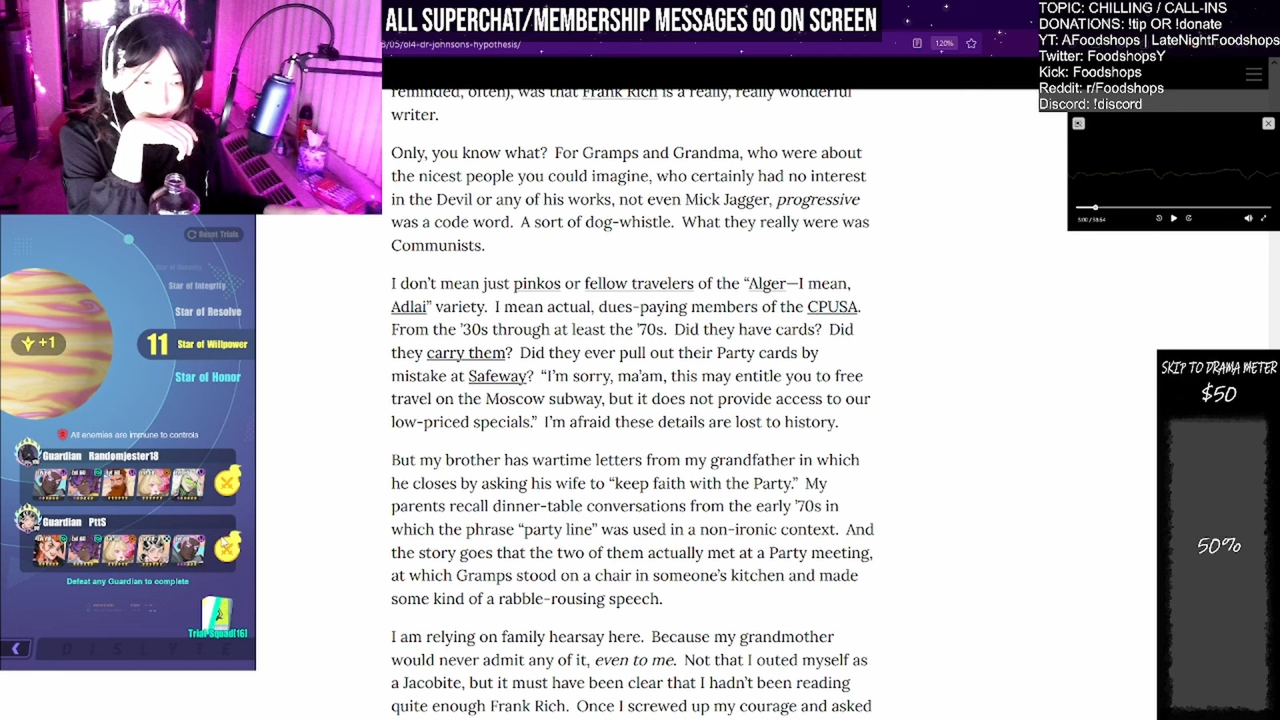 ALL SUPERCHAT/MEMBERSHIP MESSAGES GO ON SCREEN
/05/ol4-dr-johnsons-hypothesis/
120%
TOPIC: CHILLING / CALL-INS
DONATIONS: !tip OR !donate
YT: AFoodshops | LateNightFoodshops
Twitter: FoodshopsY
Kick: Foodshops
Reddit: r/Foodshops
Discord: !discord
reminded, often), was that Frank Rich is a really, really wonderful
writer.
Only, you know what? For Gramps and Grandma, who were about
the nicest people you could imagine, who certainly had no interest
in the Devil or any of his works, not even Mick Jagger, progressive
was a code word. A sort of dog-whistle. What they really were was
Communists.
I don’t mean just pinkos or fellow travelers of the “Alger—I mean,
Adlai” variety. I mean actual, dues-paying members of the CPUSA.
From the ’30s through at least the ’70s. Did they have cards? Did
they carry them? Did they ever pull out their Party cards by
mistake at Safeway? “I’m sorry, ma’am, this may entitle you to free
travel on the Moscow subway, but it does not provide access to our
low-priced specials.” I’m afraid these details are lost to history.
But my brother has wartime letters from my grandfather in which
he closes by asking his wife to “keep faith with the Party.” My
parents recall dinner-table conversations from the early ’70s in
which the phrase “party line” was used in a non-ironic context. And
the story goes that the two of them actually met at a Party meeting,
at which Gramps stood on a chair in someone’s kitchen and made
some kind of a rabble-rousing speech.
I am relying on family hearsay here. Because my grandmother
would never admit any of it, even to me. Not that I outed myself as
a Jacobite, but it must have been clear that I hadn’t been reading
quite enough Frank Rich. Once I screwed up my courage and asked
Reset Trials
Star of Integrity
Star of Resolve
+1
11 Star of Willpower
Star of Honor
All enemies are immune to controls
Guardian Randomjester18
Guardian PttS
Defeat any Guardian to complete
Trial Squad[16]
DISLYTE
SKIP TO DRAMA METER
$50
50%